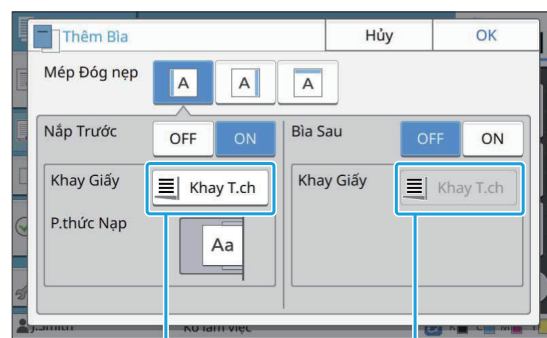 Thêm Bìa
Hủy
OK
Mép Đóng nẹp
A
A
A
Nắp Trước
OFF
ON
Bìa Sau
OFF
ON
Khay Giấy
Khay T.ch
Khay Giấy
Khay T.ch
P.thức Nạp
Aa